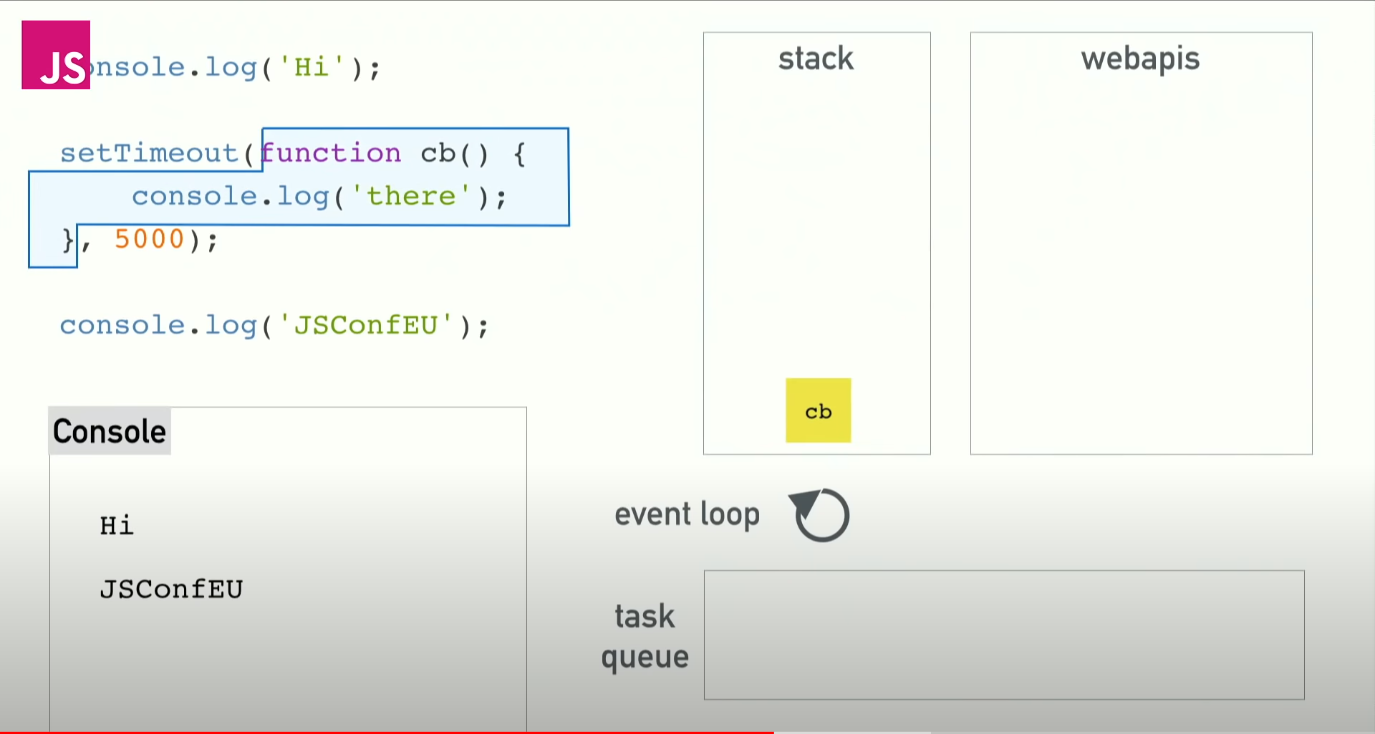 JS
onsole.log('Hi');
setTimeout(function cb() {
console.log('there');
}, 5000);
console.log('JSConfEU');
Console
Hi
JSConfEU
stack
cb
webapis
event loop
task
queue